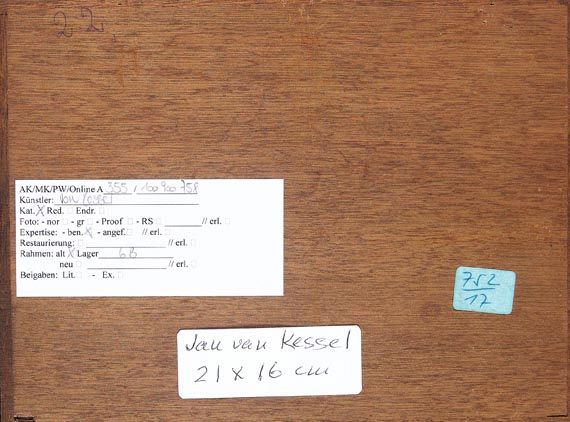 22.
AK/MK/PW/Online A 355 / 100900758
Künstler: van Kessel
Kat. X Red. □ Endr. □
Foto: - nor □ - gr □ - Proof □ - RS □ // erl. □
Expertise: - ben. X - angef. □ // erl. □
Restaurierung: □ // erl. □
Rahmen: alt X Lager 6B
neu □ // erl. □
Beigaben: Lit. □ - Ex. □
752
17
Jan van Kessel
21 x 16 cm